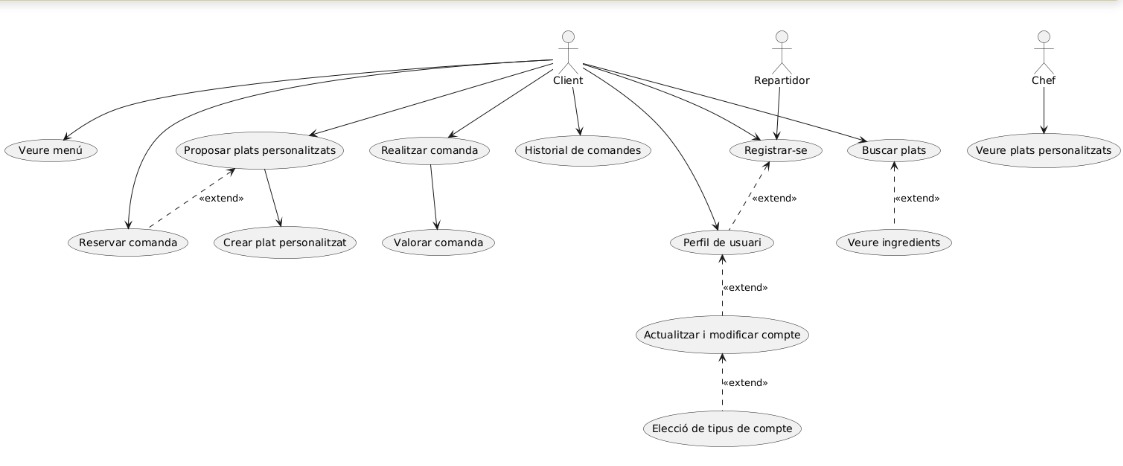 Client
Repartidor
Chef
Veure menú
Proposar plats personalitzats
Realitzar comanda
Historial de comandes
Registrar-se
Buscar plats
Veure plats personalitzats
«extend»
«extend»
«extend»
Reservar comanda
Crear plat personalitzat
Valorar comanda
Perfil de usuari
Veure ingredients
«extend»
Actualitzar i modificar compte
«extend»
Elecció de tipus de compte